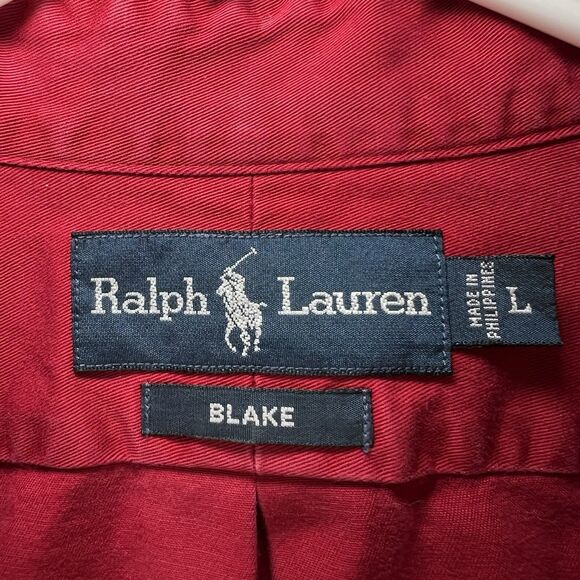 Ralph Lauren
MADE IN
PHILIPPINES
L
BLAKE